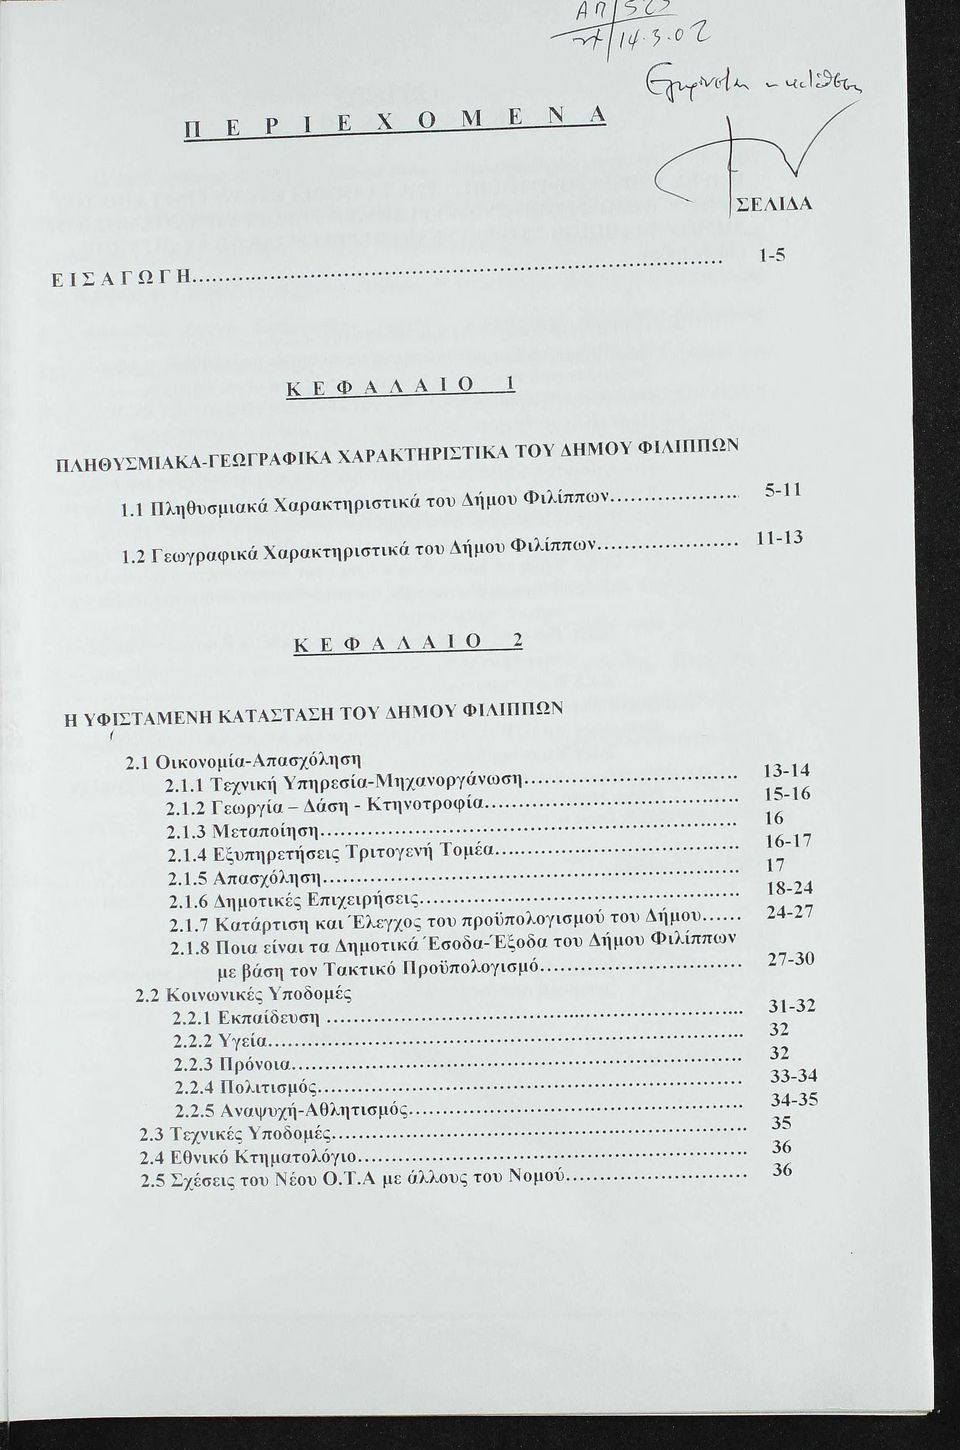 ΑΠ/523
14.3.02
Εγκρίνεται η κατάθεση
Π Ε Ρ Ι Ε Χ Ο Μ Ε Ν Α
ΣΕΛΙΔΑ
Ε Ι Σ Α Γ Ω Γ Η.......... 1-5
Κ Ε Φ Α Λ Α Ι Ο 1
ΠΛΗΘΥΣΜΙΑΚΑ-ΓΕΩΓΡΑΦΙΚΑ ΧΑΡΑΚΤΗΡΙΣΤΙΚΑ ΤΟΥ ΔΗΜΟΥ ΦΙΛΙΠΠΩΝ
1.1 Πληθυσμιακά Χαρακτηριστικά του Δήμου Φιλίππων.......... 5-11
1.2 Γεωγραφικά Χαρακτηριστικά του Δήμου Φιλίππων.......... 11-13
Κ Ε Φ Α Λ Α Ι Ο 2
Η ΥΦΙΣΤΑΜΕΝΗ ΚΑΤΑΣΤΑΣΗ ΤΟΥ ΔΗΜΟΥ ΦΙΛΙΠΠΩΝ
2.1 Οικονομία-Απασχόληση
2.1.1 Τεχνική Υπηρεσία-Μηχανοργάνωση.......... 13-14
2.1.2 Γεωργία – Δάση - Κτηνοτροφία.......... 15-16
2.1.3 Μεταποίηση.......... 16
2.1.4 Εξυπηρετήσεις Τριτογενή Τομέα.......... 16-17
2.1.5 Απασχόληση.......... 17
2.1.6 Δημοτικές Επιχειρήσεις.......... 18-24
2.1.7 Κατάρτιση και Έλεγχος του προϋπολογισμού του Δήμου...... 24-27
2.1.8 Ποια είναι τα Δημοτικά Έσοδα-Έξοδα του Δήμου Φιλίππων
με βάση τον Τακτικό Προϋπολογισμό.......... 27-30
2.2 Κοινωνικές Υποδομές
2.2.1 Εκπαίδευση .......... 31-32
2.2.2 Υγεία.......... 32
2.2.3 Πρόνοια.......... 32
2.2.4 Πολιτισμός.......... 33-34
2.2.5 Αναψυχή-Αθλητισμός.......... 34-35
2.3 Τεχνικές Υποδομές.......... 35
2.4 Εθνικό Κτηματολόγιο.......... 36
2.5 Σχέσεις του Νέου Ο.Τ.Α με άλλους του Νομού.......... 36